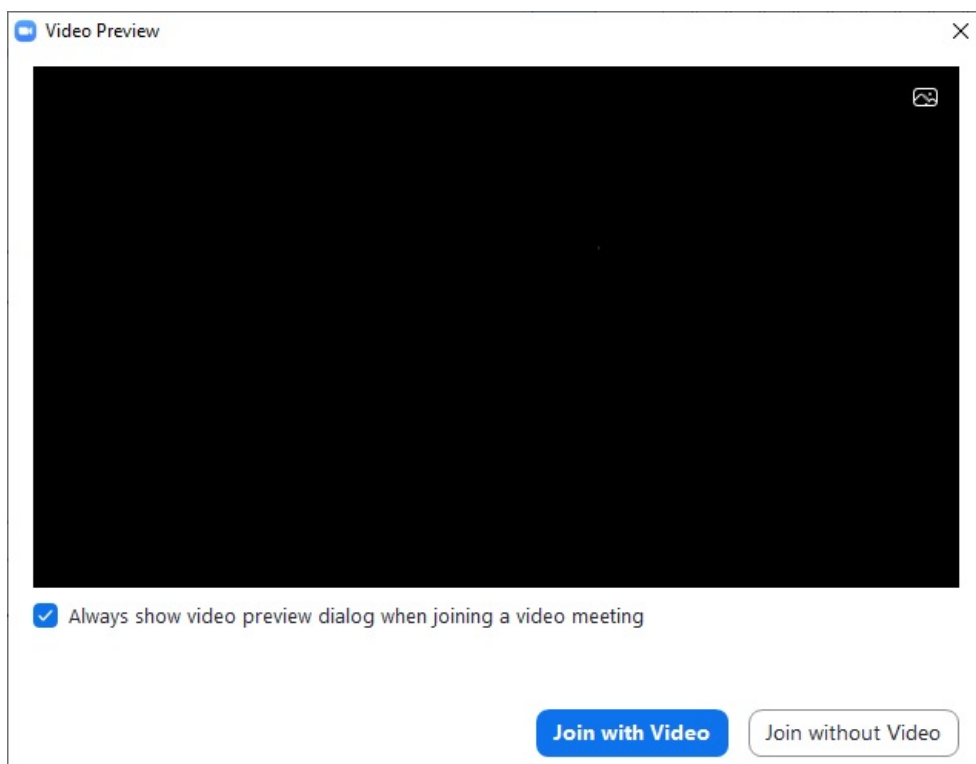 Video Preview
Always show video preview dialog when joining a video meeting
Join with Video
Join without Video